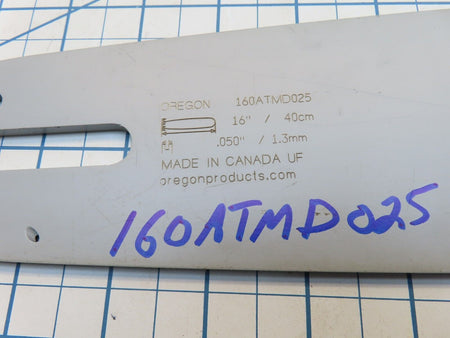 OREGON 160ATMD025
16" / 40cm
.050" / 1.3mm
MADE IN CANADA UF
oregonproducts.com
160ATMD025